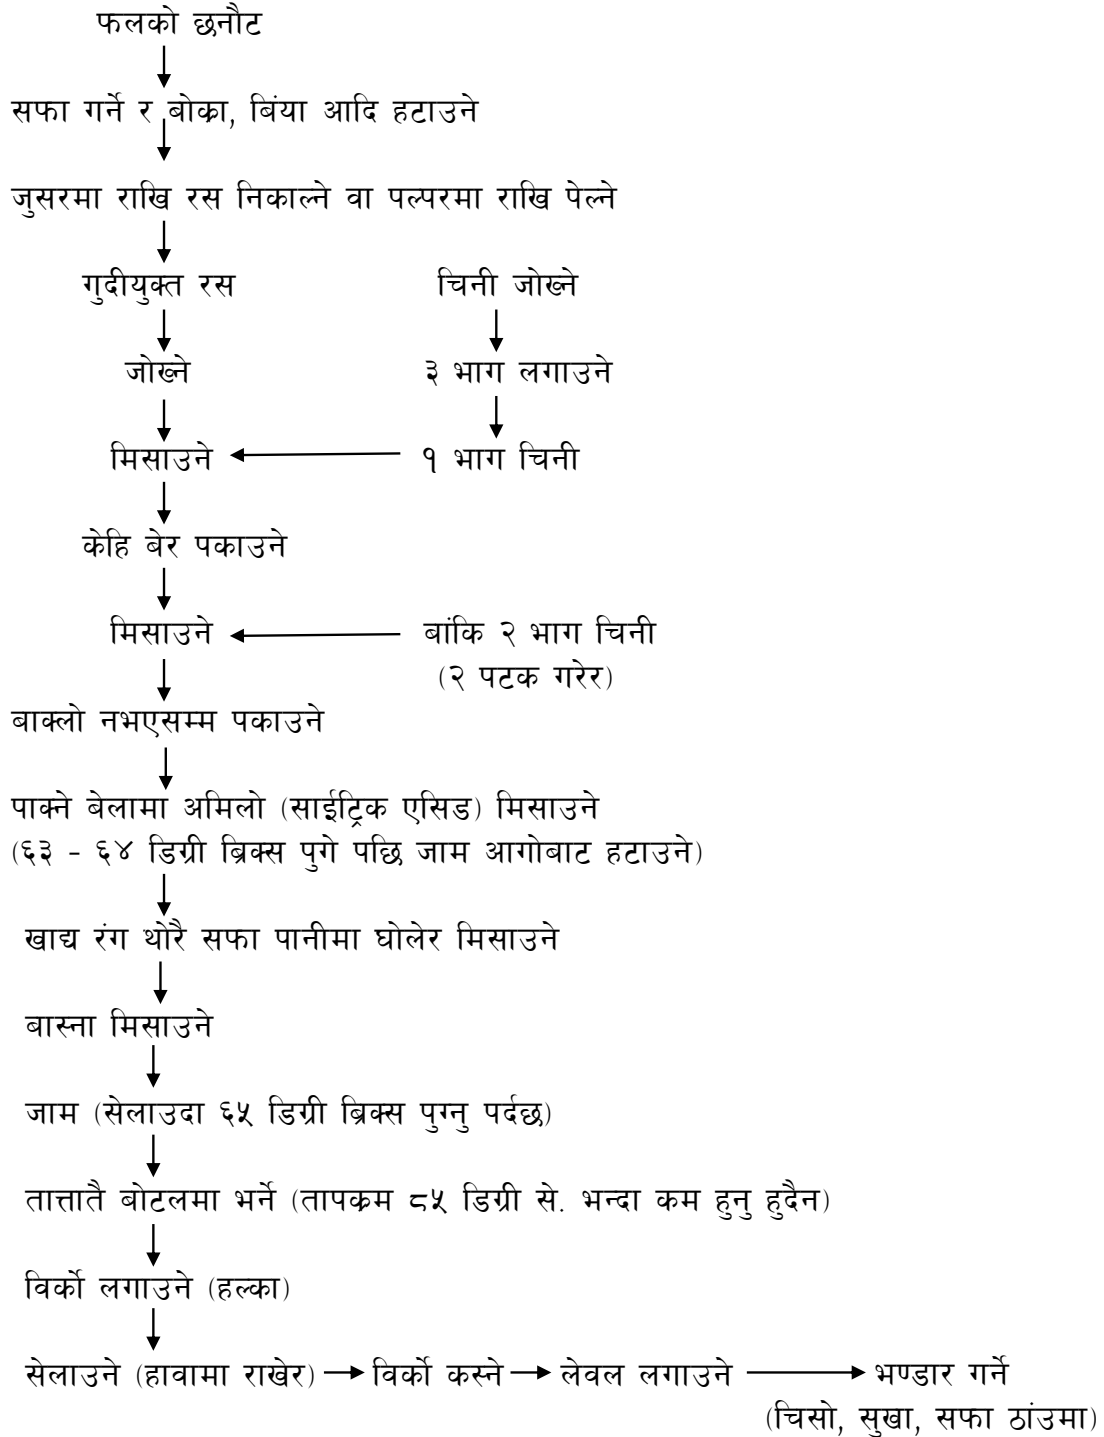 फलको छनौट
सफा गर्ने र बोक्रा, बिंया आदि हटाउने
जुसरमा राखि रस निकाल्ने वा पल्परमा राखि पेल्ने
गुदीयुक्त रस
चिनी जोख्ने
जोख्ने
३ भाग लगाउने
मिसाउने
१ भाग चिनी
केहि बेर पकाउने
मिसाउने
बांकि २ भाग चिनी
(२ पटक गरेर)
बाक्लो नभएसम्म पकाउने
पाक्ने बेलामा अमिलो (साईट्रिक एसिड) मिसाउने
(६३ - ६४ डिग्री ब्रिक्स पुगे पछि जाम आगोबाट हटाउने)
खाद्य रंग थोरै सफा पानीमा घोलेर मिसाउने
बास्ना मिसाउने
जाम (सेलाउदा ६५ डिग्री ब्रिक्स पुग्नु पर्दछ)
तात्तातै बोटलमा भर्ने (तापक्रम ८५ डिग्री से. भन्दा कम हुनु हुदैन)
विर्को लगाउने (हल्का)
सेलाउने (हावामा राखेर) विर्को कस्ने लेवल लगाउने भण्डार गर्ने
(चिसो, सुखा, सफा ठांउमा)